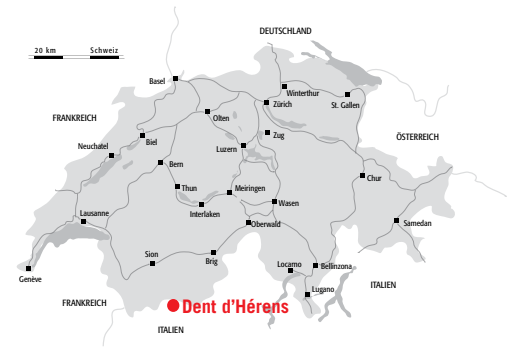 DEUTSCHLAND
20 km Schweiz
Basel
Winterthur
Zürich
St. Gallen
FRANKREICH
Olten
ÖSTERREICH
Neuchatel
Biel
Zug
Luzern
Bern
Chur
Thun
Meiringen
Wasen
Interlaken
Lausanne
Oberwald
Samedan
Sion
Brig
Locarno
Bellinzona
Genève
ITALIEN
Lugano
FRANKREICH
Dent d'Hérens
ITALIEN